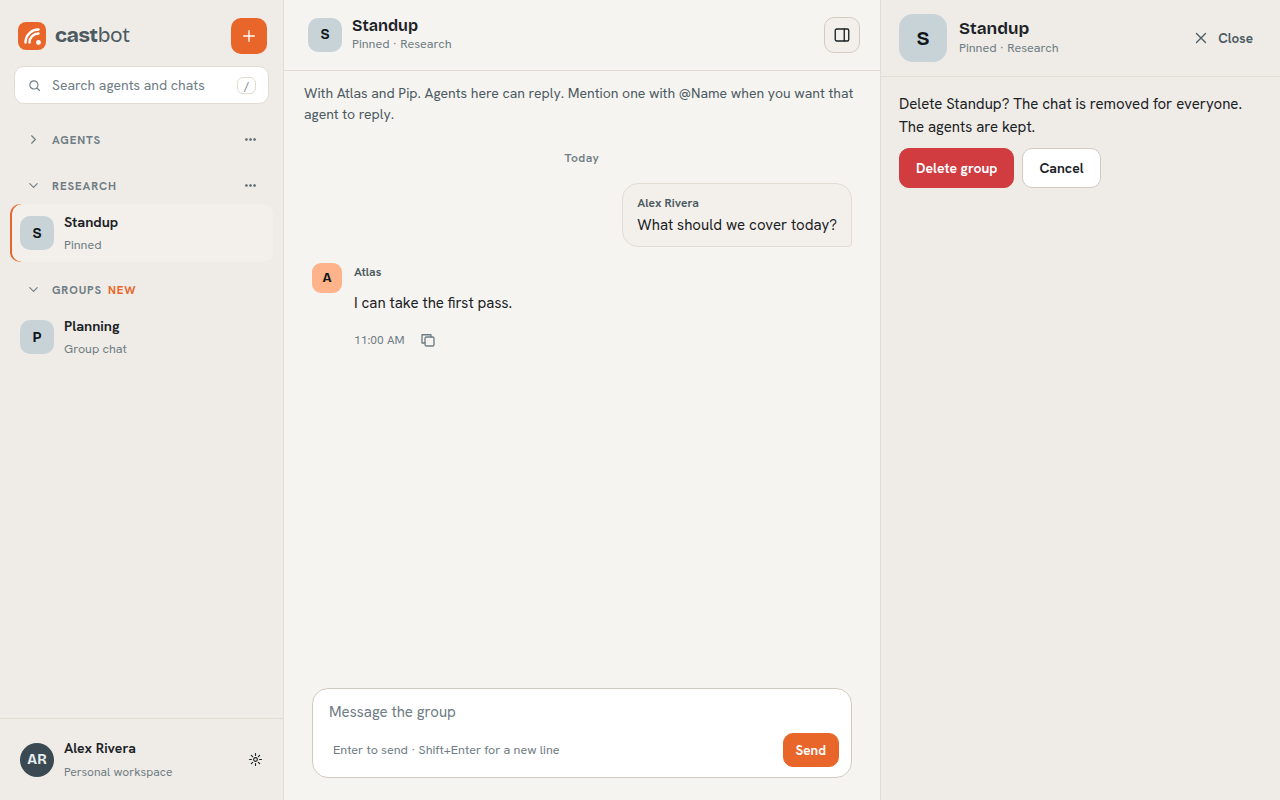 castbot
Search agents and chats
/
AGENTS
RESEARCH
S
Standup
Pinned
GROUPS NEW
P
Planning
Group chat
AR
Alex Rivera
Personal workspace
S
Standup
Pinned · Research
With Atlas and Pip. Agents here can reply. Mention one with @Name when you want that
agent to reply.
Today
Alex Rivera
What should we cover today?
A
Atlas
I can take the first pass.
11:00 AM
Message the group
Enter to send · Shift+Enter for a new line
Send
S
Standup
Pinned · Research
Close
Delete Standup? The chat is removed for everyone.
The agents are kept.
Delete group
Cancel